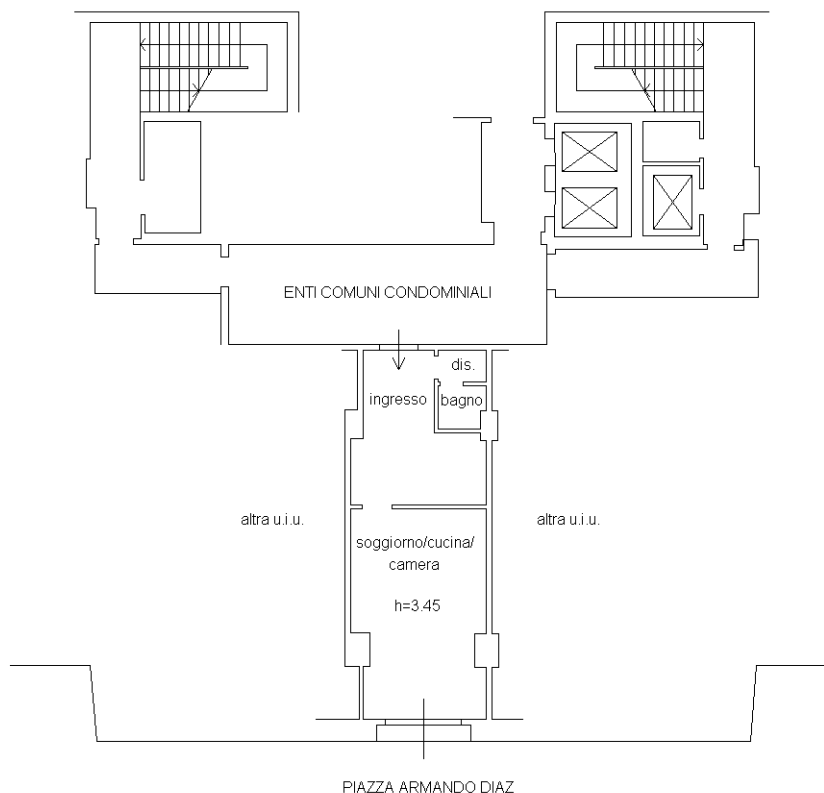 ENTI COMUNI CONDOMINIALI
dis.
ingresso
bagno
altra u.i.u.
altra u.i.u.
soggiorno/cucina/
camera
h=3.45
PIAZZA ARMANDO DIAZ